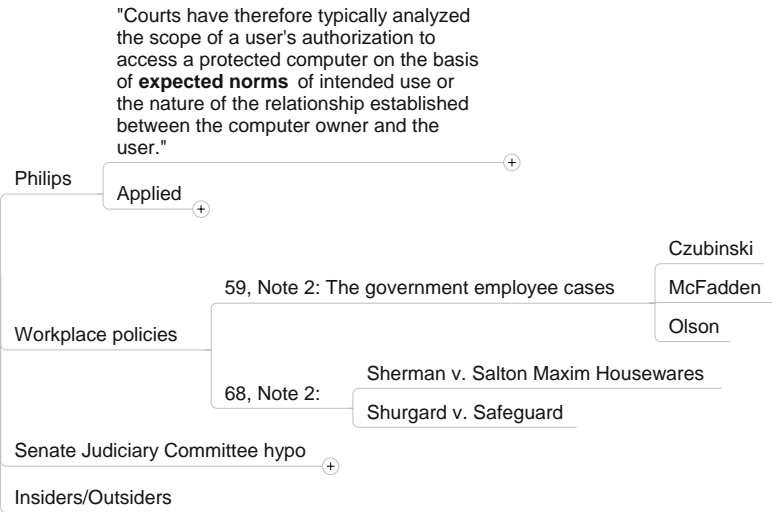 "Courts have therefore typically analyzed
the scope of a user's authorization to
access a protected computer on the basis
of expected norms of intended use or
the nature of the relationship established
between the computer owner and the
user."
Philips
Applied
Workplace policies
59, Note 2: The government employee cases
Czubinski
McFadden
Olson
68, Note 2:
Sherman v. Salton Maxim Housewares
Shurgard v. Safeguard
Senate Judiciary Committee hypo
Insiders/Outsiders